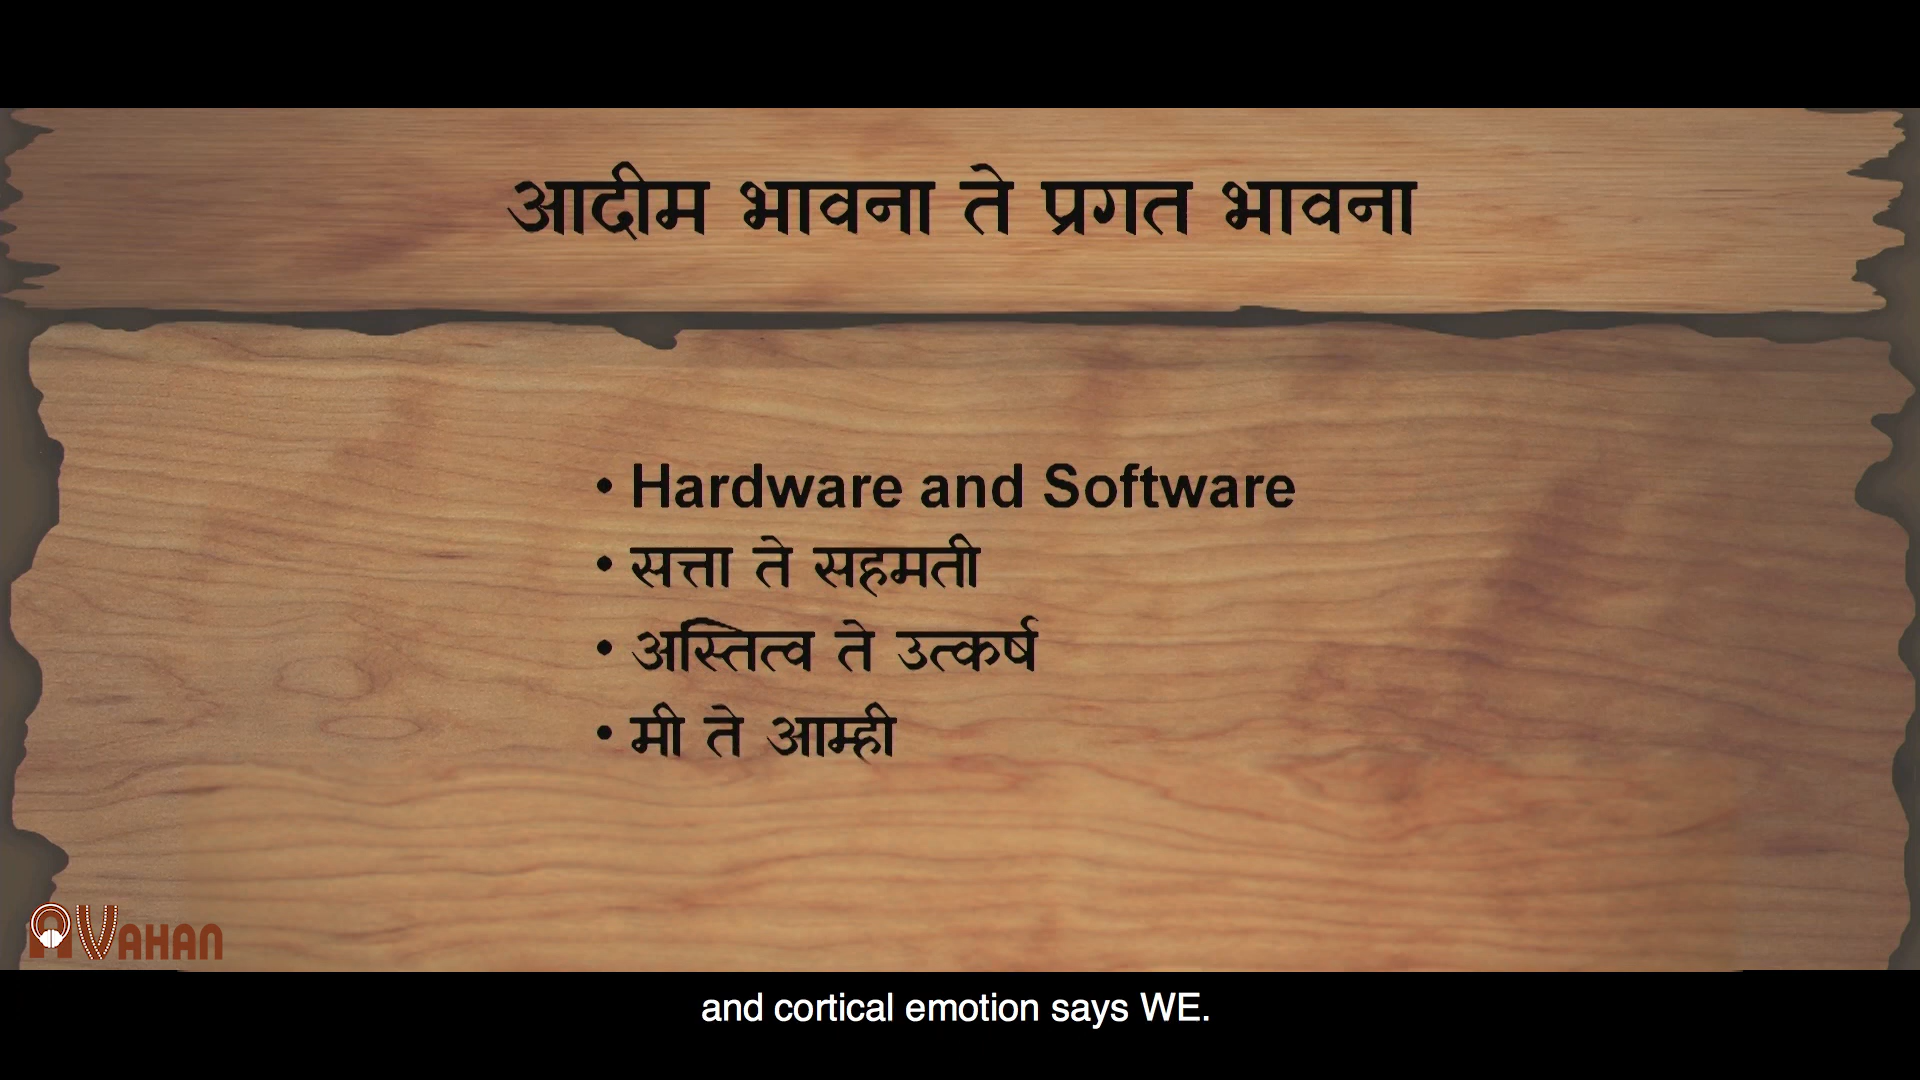 आदीम भावना ते प्रगत भावना
• Hardware and Software
• सत्ता ते सहमती
• अस्तित्व ते उत्कर्ष
• मी ते आम्ही
AVAHAN
and cortical emotion says WE.